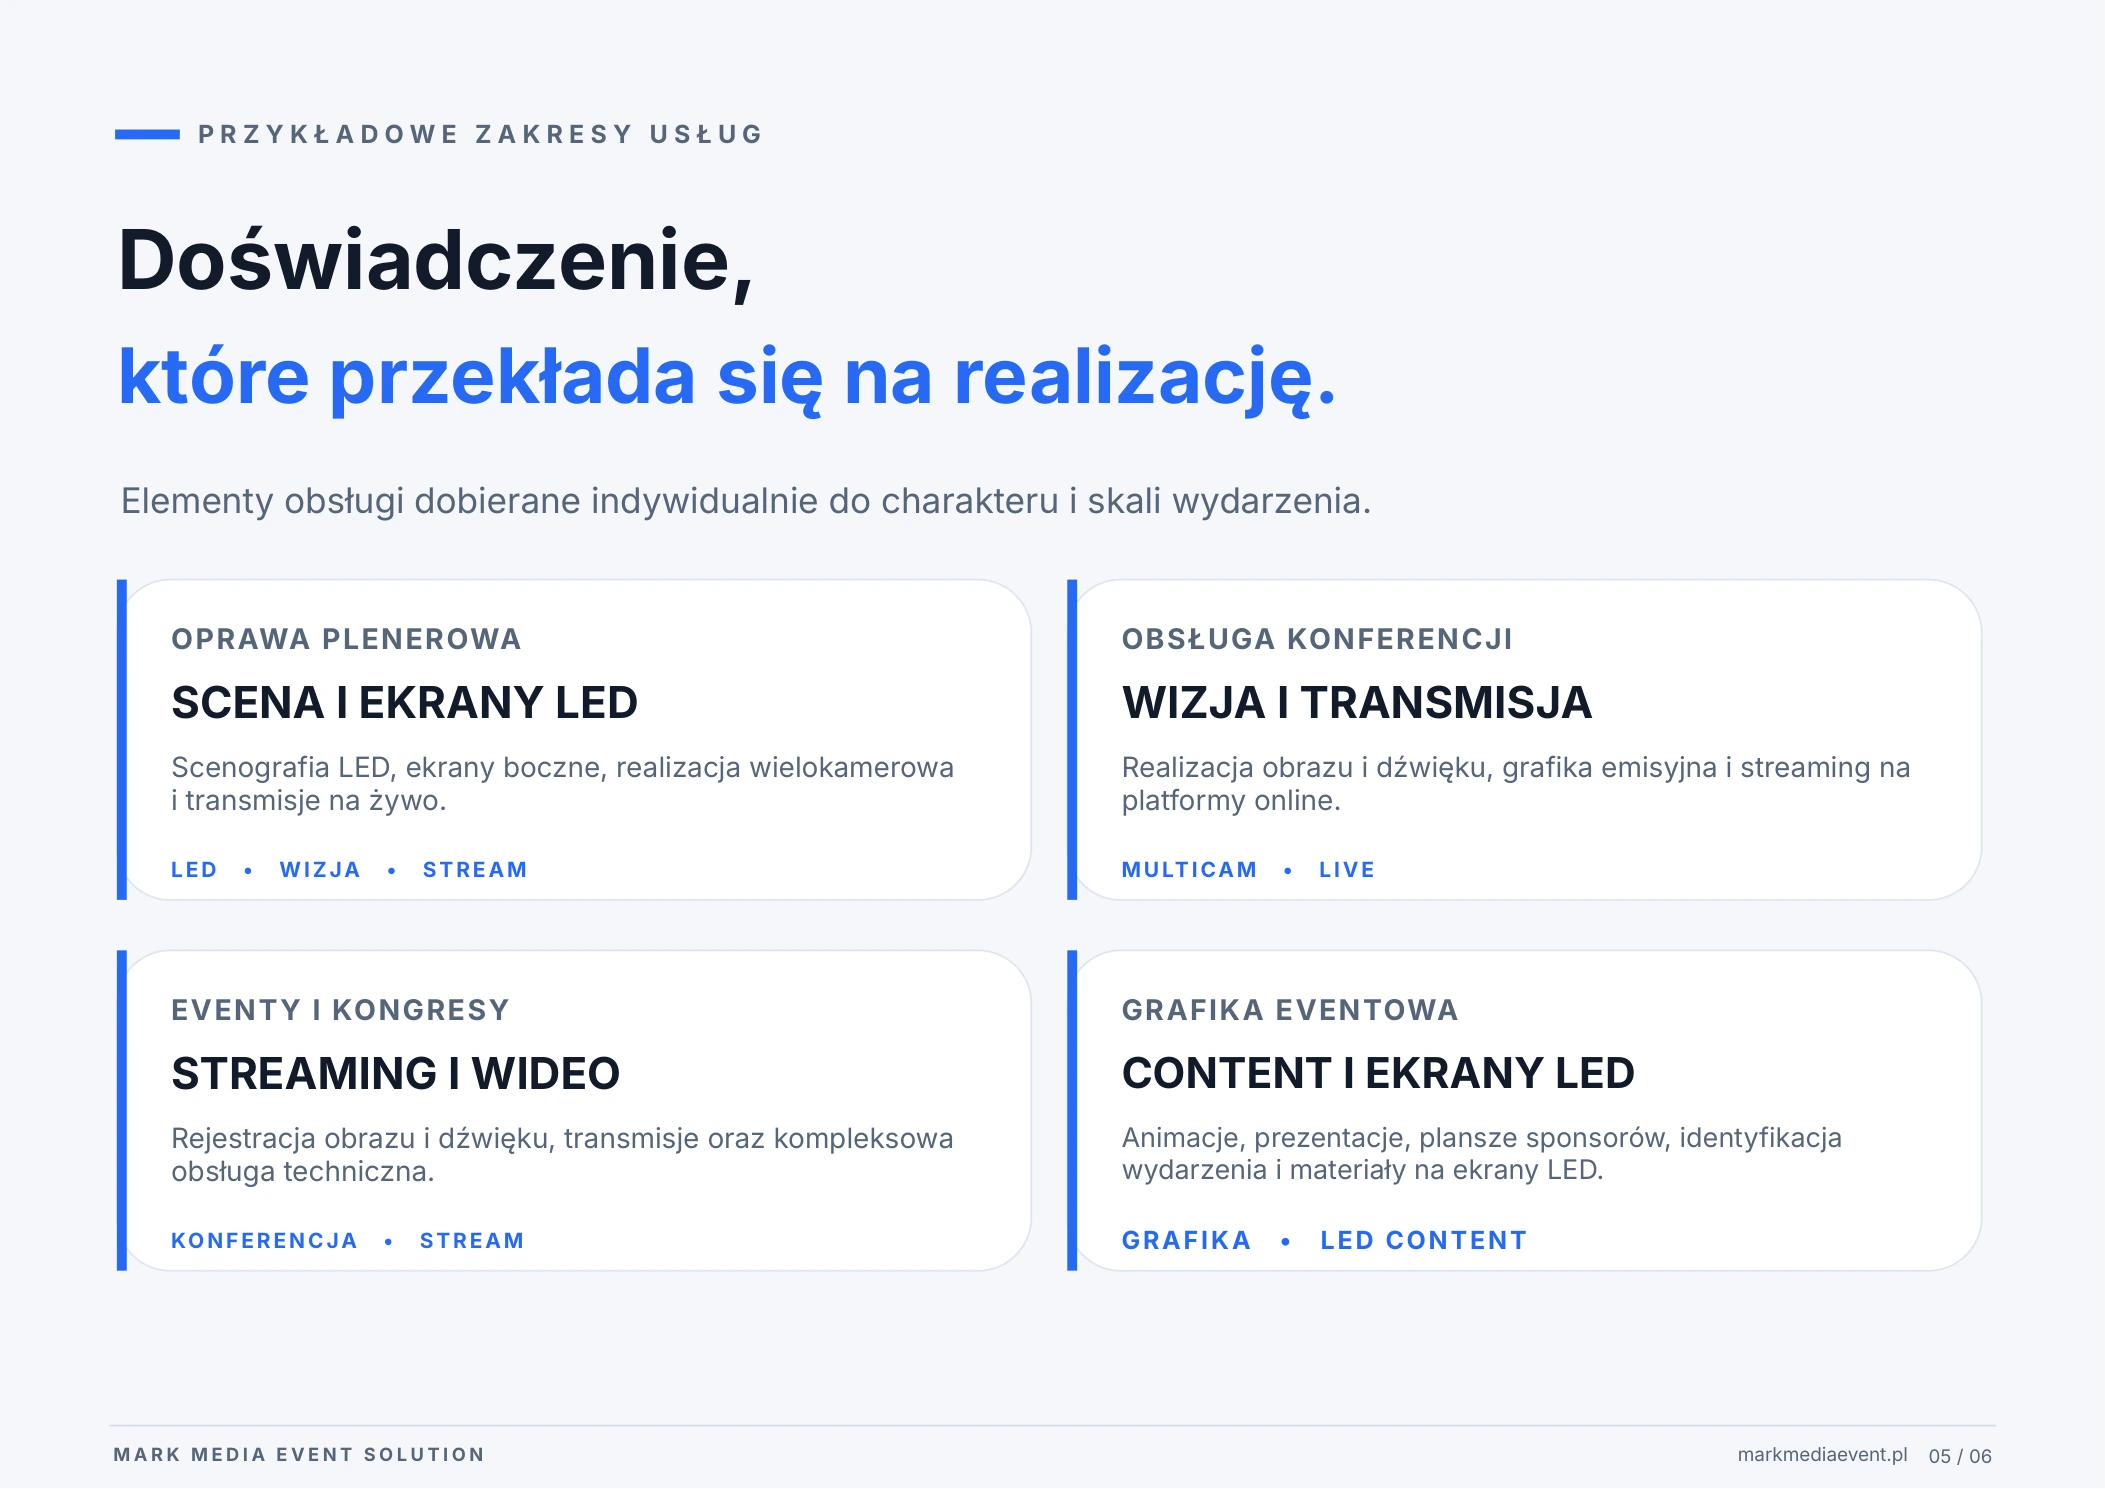 PRZYKŁADOWE ZAKRESY USŁUG
Doświadczenie,
które przekłada się na realizację.
Elementy obsługi dobierane indywidualnie do charakteru i skali wydarzenia.
OPRAWA PLENEROWA
SCENA I EKRANY LED
Scenografia LED, ekrany boczne, realizacja wielokamerowa
i transmisje na żywo.
LED • WIZJA • STREAM
OBSŁUGA KONFERENCJI
WIZJA I TRANSMISJA
Realizacja obrazu i dźwięku, grafika emisyjna i streaming na
platformy online.
MULTICAM • LIVE
EVENTY I KONGRESY
STREAMING I WIDEO
Rejestracja obrazu i dźwięku, transmisje oraz kompleksowa
obsługa techniczna.
KONFERENCJA • STREAM
GRAFIKA EVENTOWA
CONTENT I EKRANY LED
Animacje, prezentacje, plansze sponsorów, identyfikacja
wydarzenia i materiały na ekrany LED.
GRAFIKA • LED CONTENT
MARK MEDIA EVENT SOLUTION
markmediaevent.pl 05 / 06